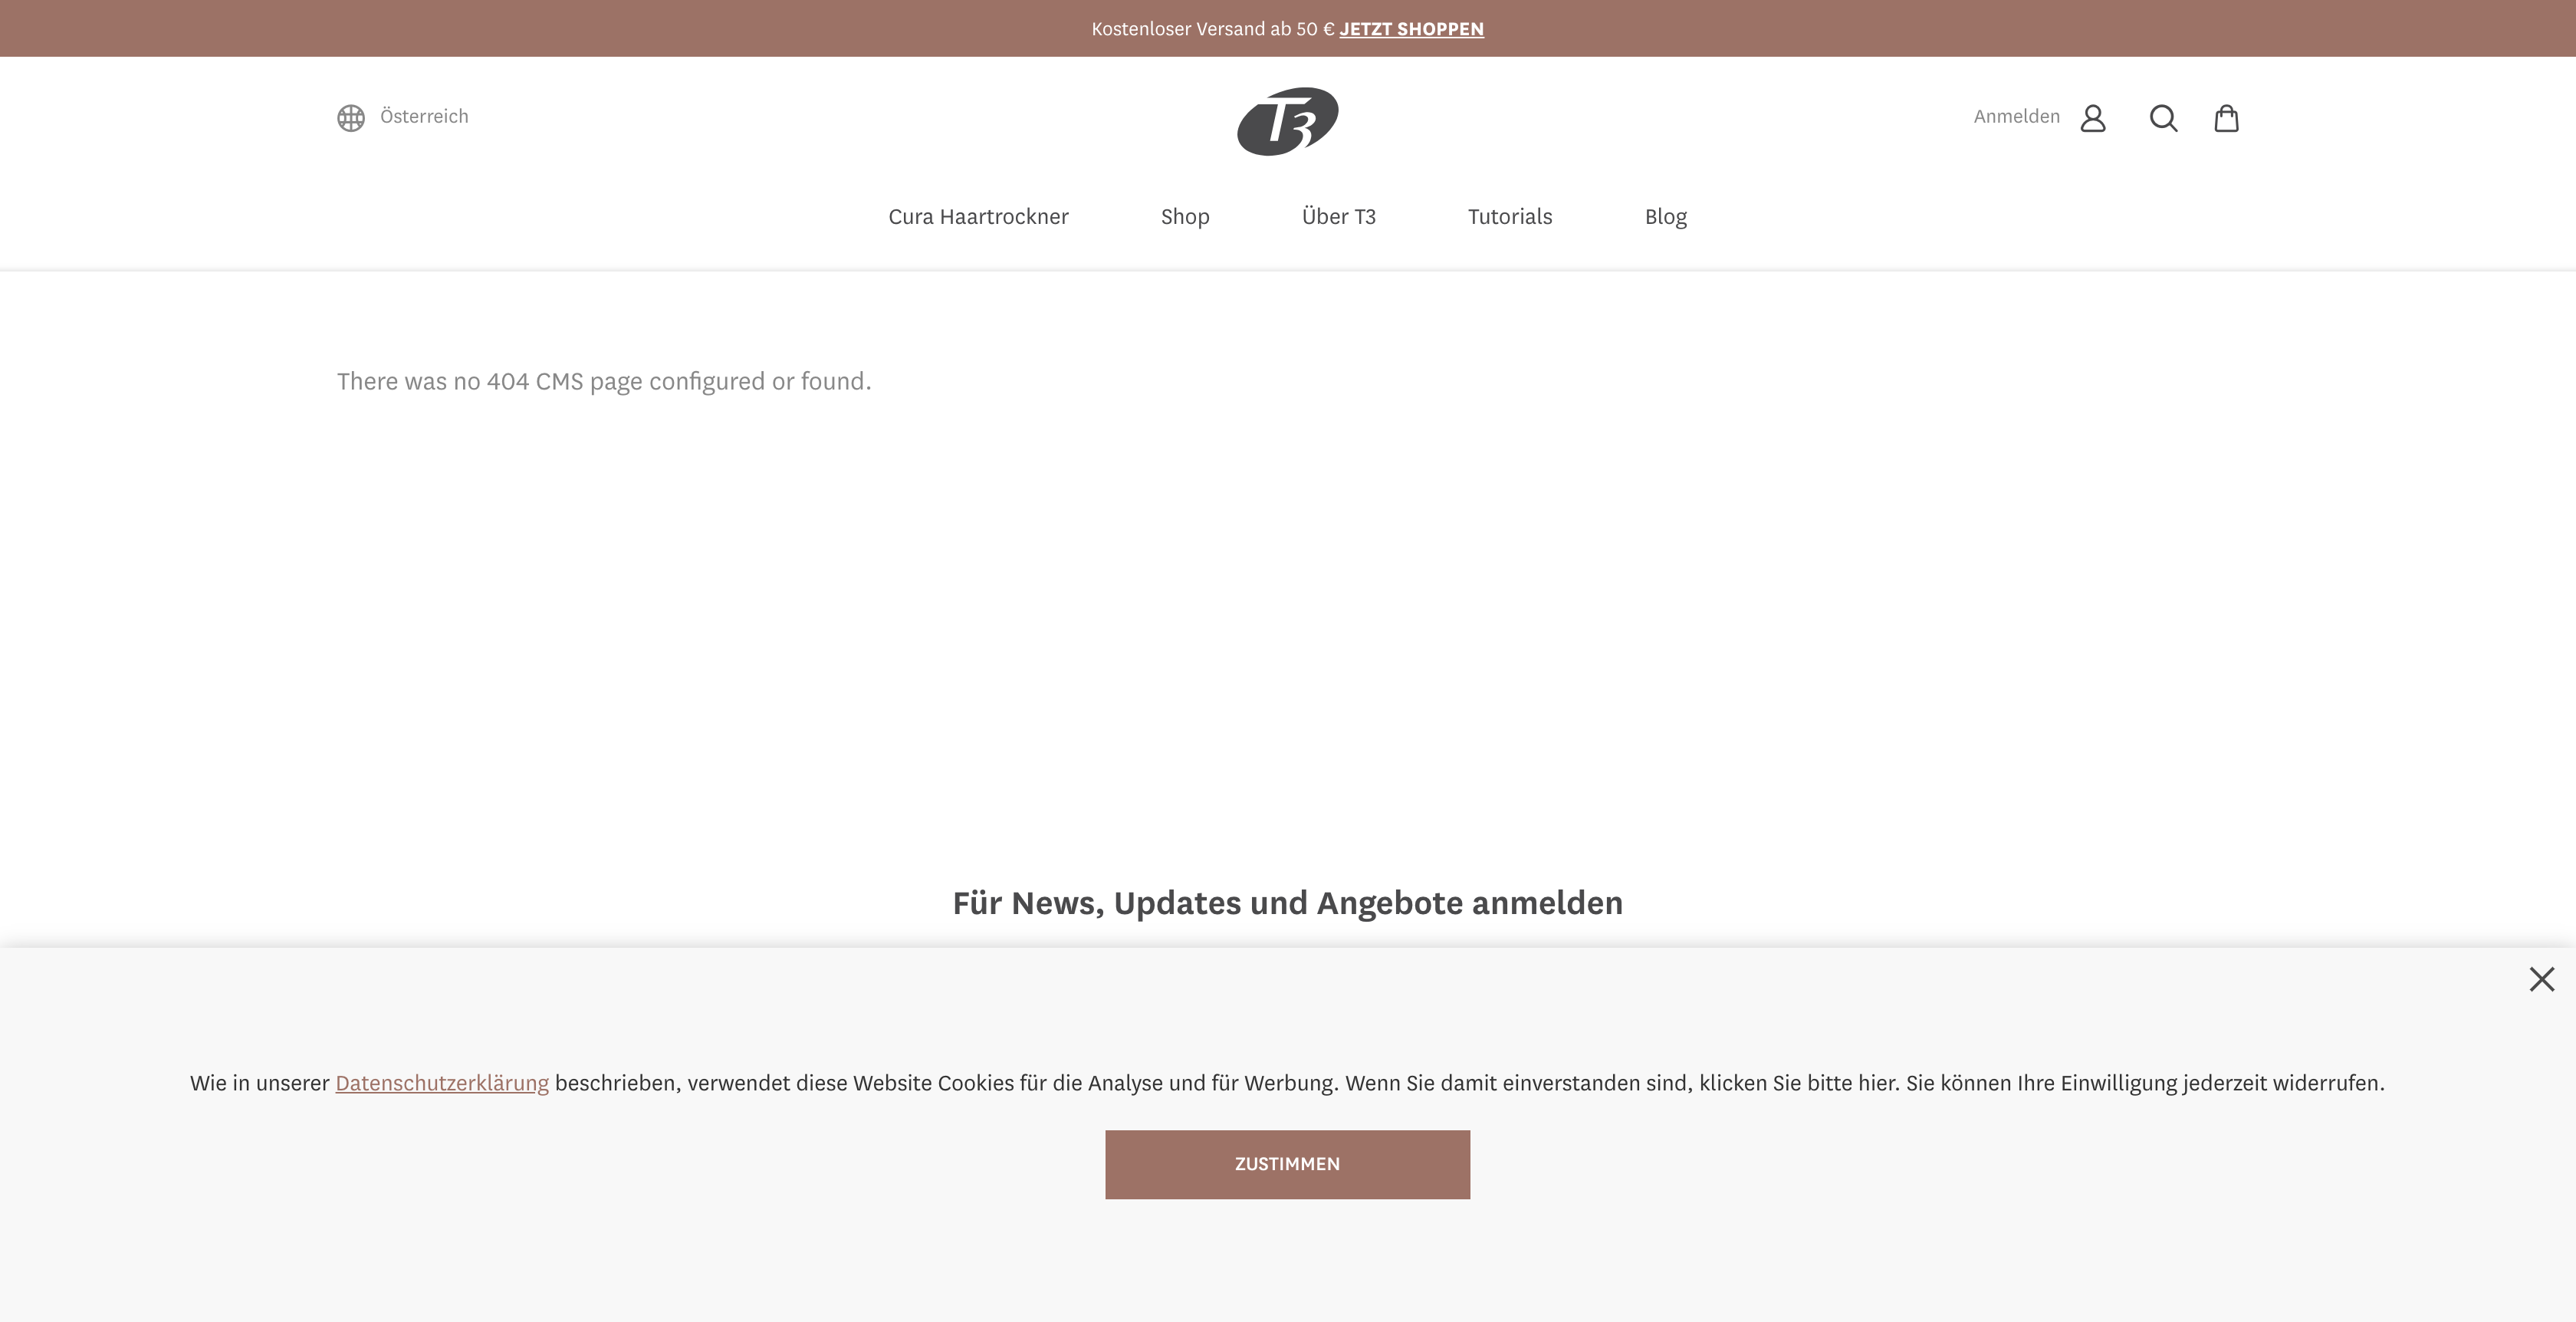 Kostenloser Versand ab 50 € JETZT SHOPPEN
Österreich
T3
Anmelden
Cura Haartrockner
Shop
Über T3
Tutorials
Blog
There was no 404 CMS page configured or found.
Für News, Updates und Angebote anmelden
Wie in unserer Datenschutzerklärung beschrieben, verwendet diese Website Cookies für die Analyse und für Werbung. Wenn Sie damit einverstanden sind, klicken Sie bitte hier. Sie können Ihre Einwilligung jederzeit widerrufen.
ZUSTIMMEN